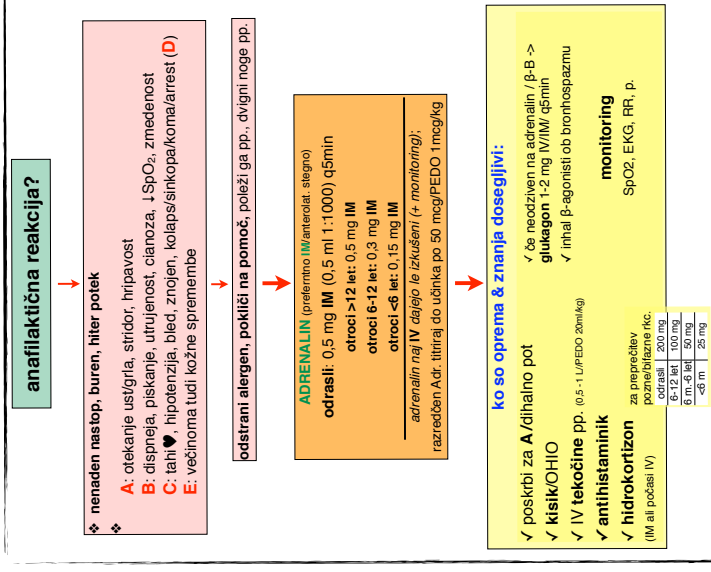 anafilaktična reakcija?
❖ nenaden nastop, buren, hiter potek
❖
A: otekanje ust/grla, stridor, hripavost
B: dispneja, piskanje, utrujenost, cianoza, ↓SpO2, zmedenost
C: tahi♥, hipotenzija, bled, znojen, kolaps/sinkopa/koma/arrest (D)
E: večinoma tudi kožne spremembe
odstrani alergen, pokliči na pomoč, poleži ga pp., dvigni noge pp.
ADRENALIN (preferntno IM/anterolat. stegno)
odrasli: 0,5 mg IM (0,5 ml 1:1000) q5min
otroci >12 let: 0,5 mg IM
otroci 6-12 let: 0,3 mg IM
otroci <6 let: 0,15 mg IM
adrenalin naj IV dajejo le izkušeni (+ monitoring);
razredčen Adr. titriraj do učinka po 50 mcg/PEDO 1mcg/kg
ko so oprema & znanja dosegljivi:
✓ poskrbi za A /dihalno pot
✓ kisik/OHIO
✓ IV tekočine pp. (0,5 -1 L/PEDO 20ml/kg)
✓ antihistaminik
✓ hidrokortizon
(IM ali počasi IV)
za preprečitev
pozne/bifazne rkc.
odrasli 200 mg
6-12 let 100 mg
6 m.-6 let 50 mg
<6 m 25 mg
✓ če neodziven na adrenalin / β-B ->
glukagon 1-2 mg IV/IM/ q5min
✓ inhal β-agonisti ob bronhospazmu
monitoring
SpO2, EKG, RR, p.